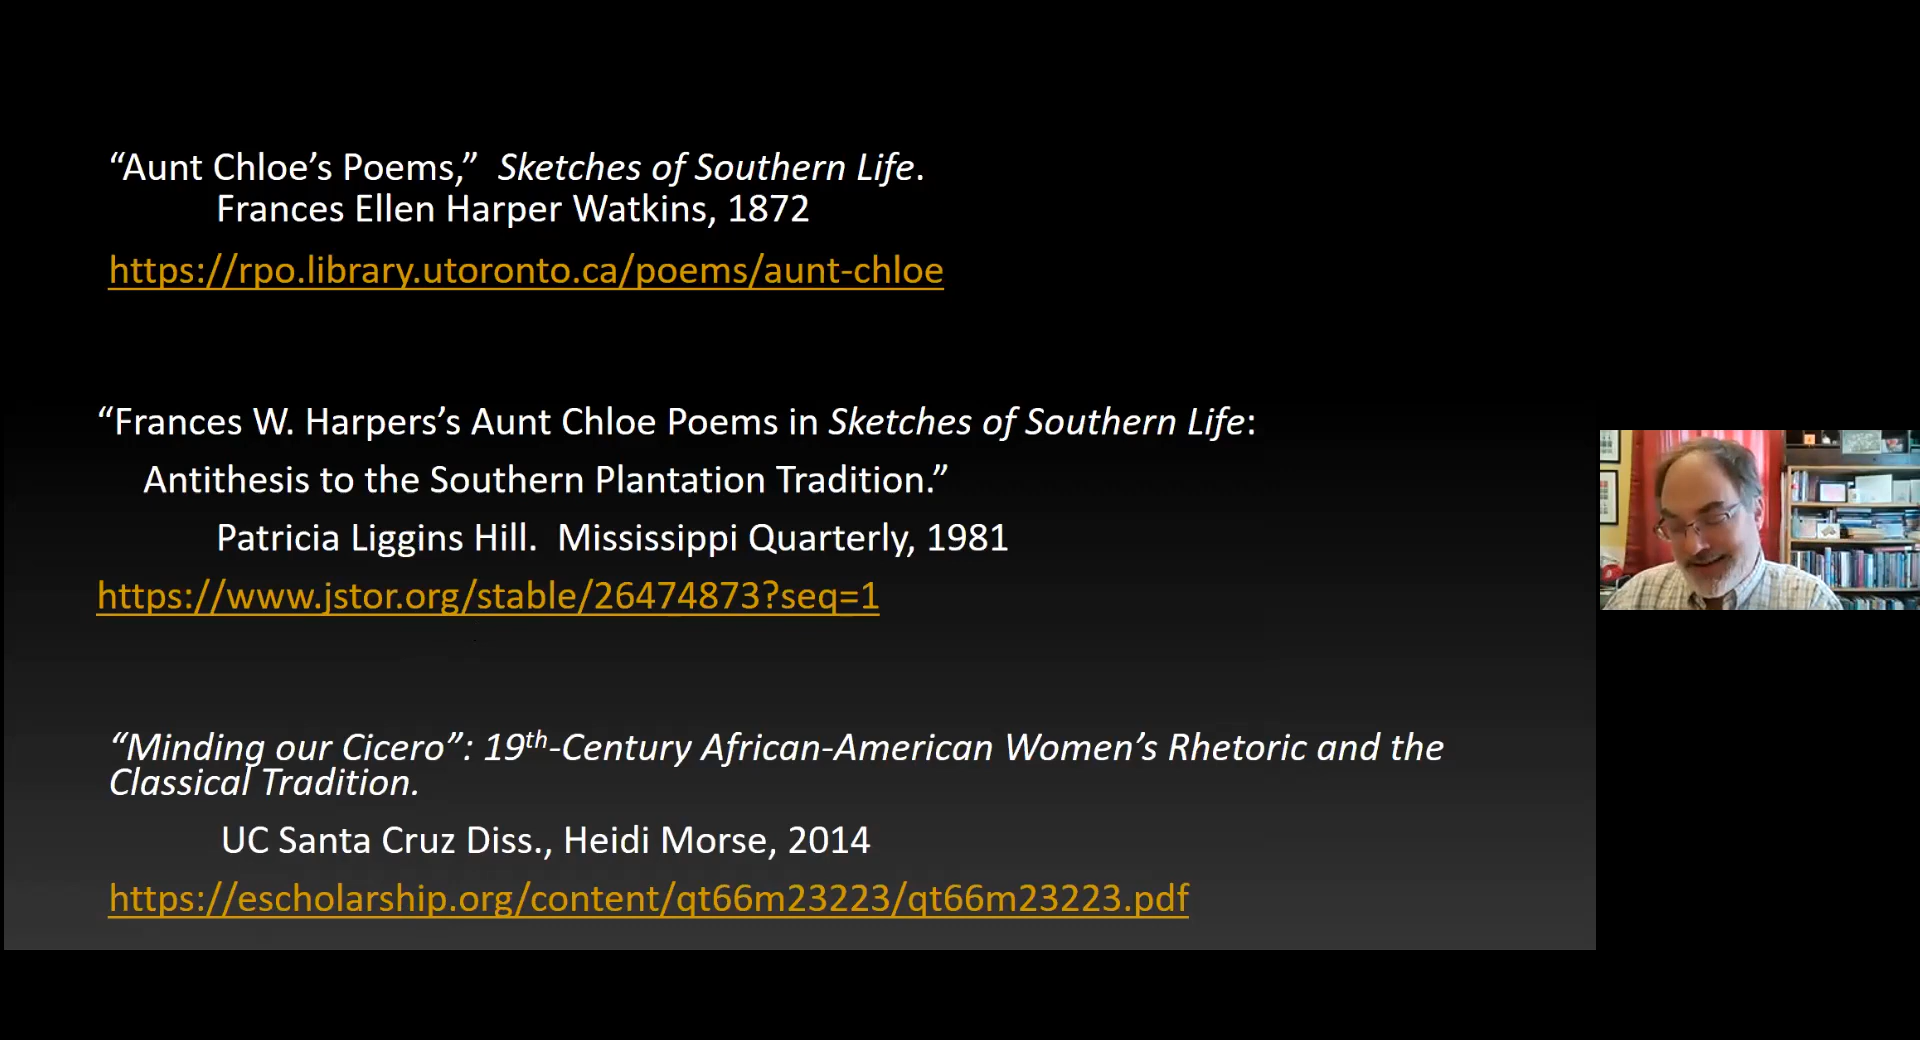 “Aunt Chloe’s Poems,” Sketches of Southern Life.
Frances Ellen Harper Watkins, 1872
https://rpo.library.utoronto.ca/poems/aunt-chloe
“Frances W. Harpers’s Aunt Chloe Poems in Sketches of Southern Life:
Antithesis to the Southern Plantation Tradition.”
Patricia Liggins Hill. Mississippi Quarterly, 1981
https://www.jstor.org/stable/26474873?seq=1
“Minding our Cicero”: 19th-Century African-American Women’s Rhetoric and the
Classical Tradition.
UC Santa Cruz Diss., Heidi Morse, 2014
https://escholarship.org/content/qt66m23223/qt66m23223.pdf